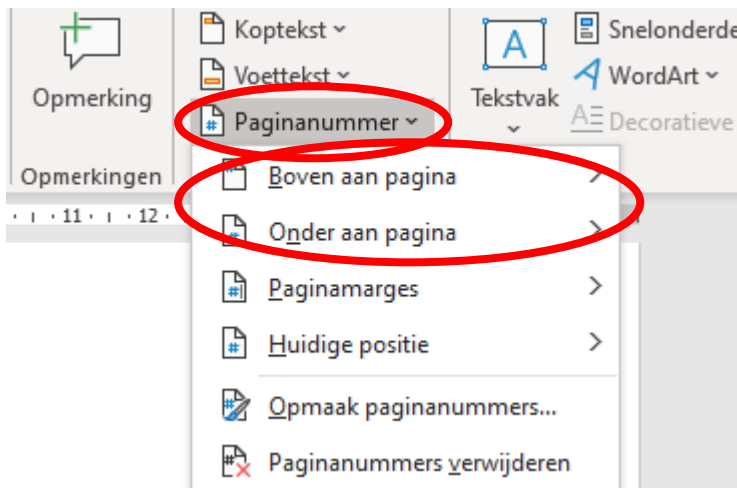 Koptekst
Voettekst
Paginanummer
Opmerking
Opmerkingen
A
Tekstvak
Snelonderde
WordArt
Decoratieve
11 12
Boven aan pagina
Onder aan pagina
Paginamarges
Huidige positie
Opmaak paginanummers...
Paginanummers verwijderen